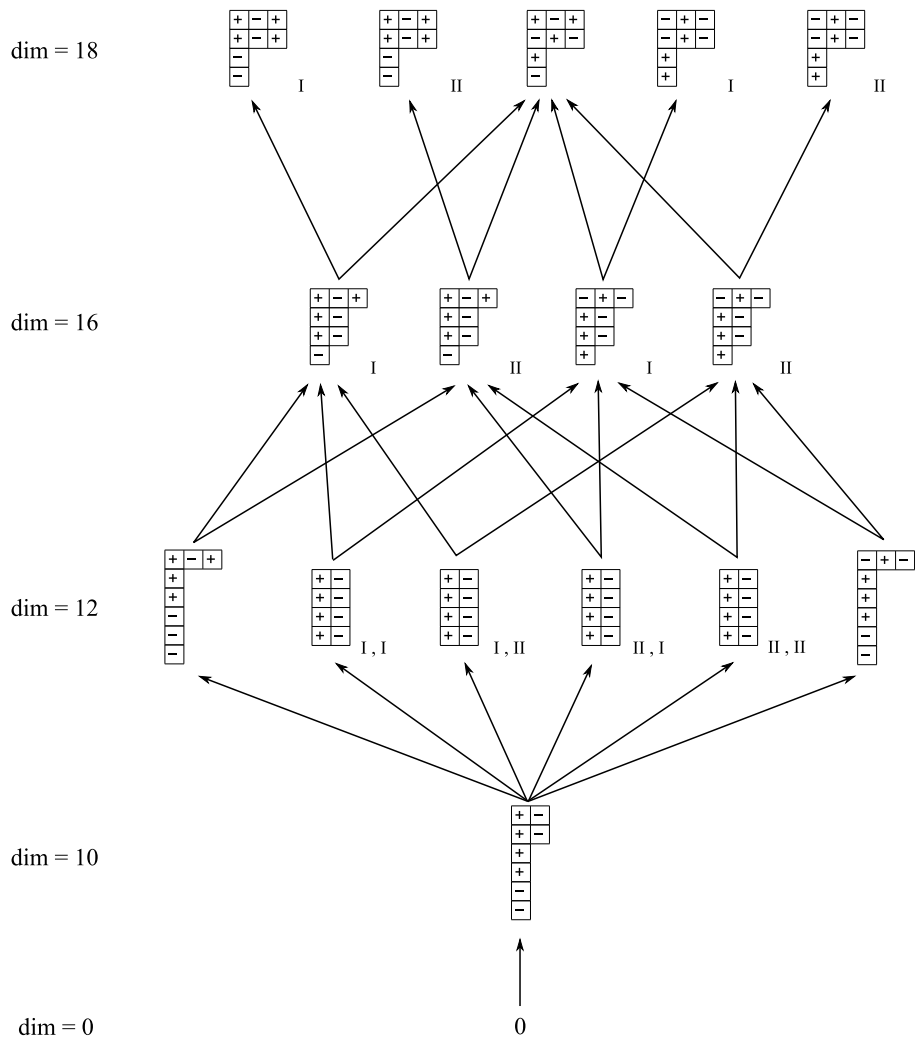 + − + + − + + − + − + − − + −
dim = 18
+ − + + − + − + − − + − − + −
− − + + +
− − − + +
I II I II
+ − + + − + − + − − + −
dim = 16
+ − + − + − + −
+ − + − + − + −
− − + +
I II I II
+ − + − + −
+ + − + − + − + − +
+ + − + − + − + − +
dim = 12
− + − + − + − + − +
− + − + − + − + − −
− −
I , I I , II II , I II , II
+ −
+ −
dim = 10
+
+
−
−
dim = 0 0